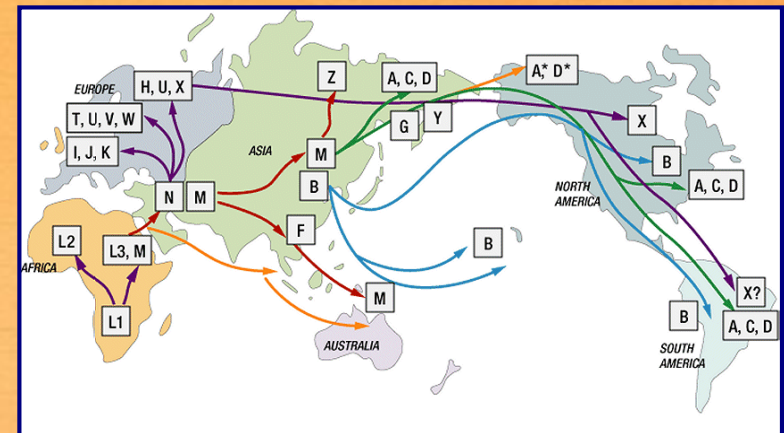 Z
A, C, D
A,* D*
EUROPE
H, U, X
T, U, V, W
G
Y
X
I, J, K
ASIA
M
B
B
A, C, D
N
M
NORTH
AMERICA
L2
L3, M
F
B
AFRICA
M
X?
L1
B
A, C, D
AUSTRALIA
SOUTH
AMERICA